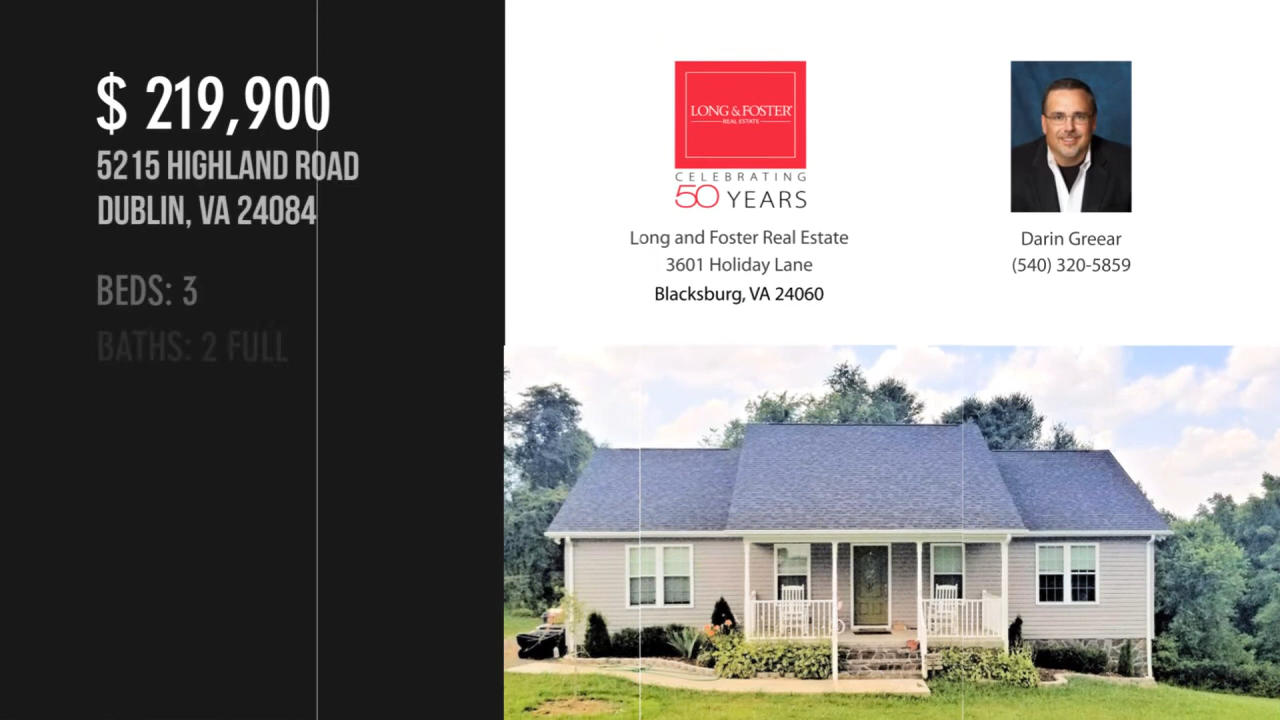 $ 219,900
5215 HIGHLAND ROAD
DUBLIN, VA 24084
BEDS: 3
BATHS: 2 FULL
LONG & FOSTER
REAL ESTATE
CELEBRATING
50 YEARS
Long and Foster Real Estate
3601 Holiday Lane
Blacksburg, VA 24060
Darin Greear
(540) 320-5859